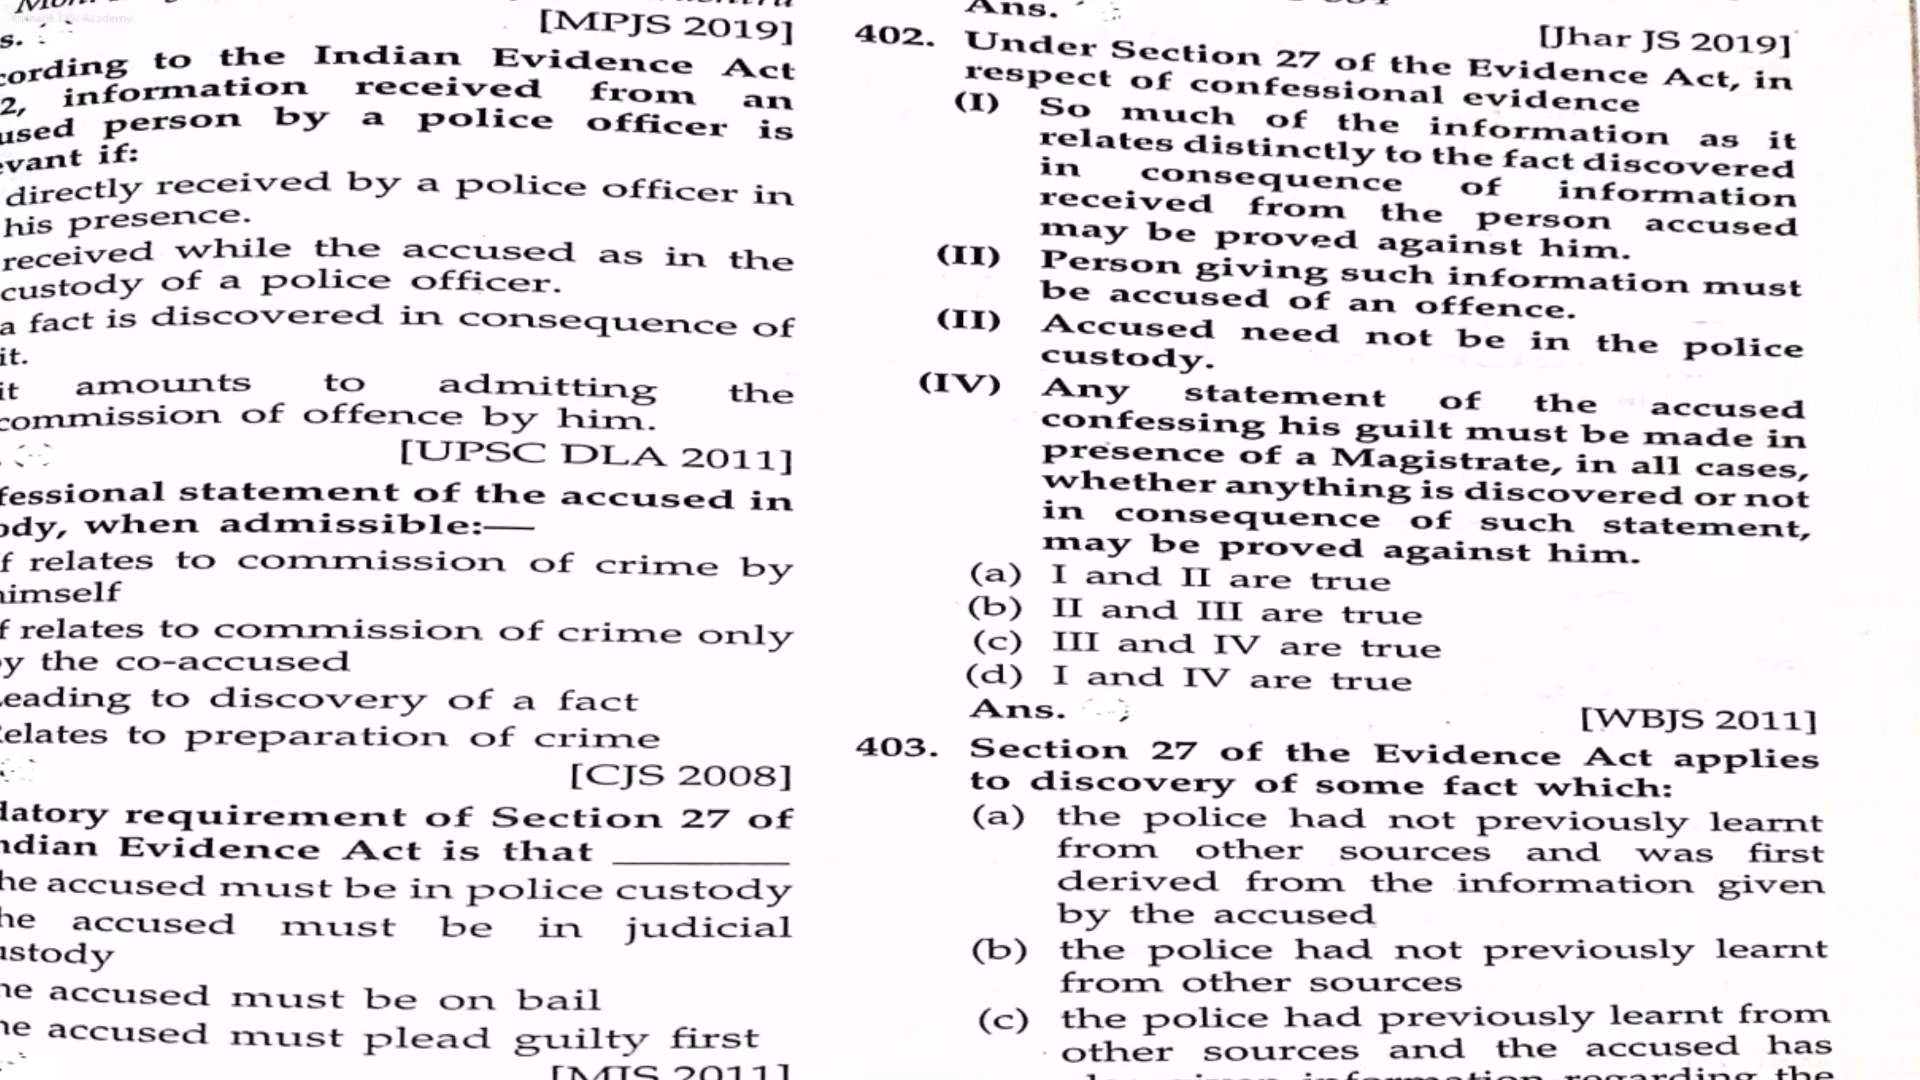 [MPJS 2019]
cording to the Indian Evidence Act
2, information received from an
used person by a police officer is
evant if:
directly received by a police officer in
his presence.
received while the accused as in the
custody of a police officer.
a fact is discovered in consequence of
it.
it amounts to admitting the
commission of offence by him.
[UPSC DLA 2011]
fessional statement of the accused in
ody, when admissible:—
f relates to commission of crime by
himself
f relates to commission of crime only
by the co-accused
Leading to discovery of a fact
Relates to preparation of crime
[CJS 2008]
datory requirement of Section 27 of
ndian Evidence Act is that ________
he accused must be in police custody
he accused must be in judicial
ustody
he accused must be on bail
he accused must plead guilty first
[MJS 2011]
Ans.
[Jhar JS 2019]
402. Under Section 27 of the Evidence Act, in
respect of confessional evidence
(I) So much of the information as it
relates distinctly to the fact discovered
in consequence of information
received from the person accused
may be proved against him.
(II) Person giving such information must
be accused of an offence.
(II) Accused need not be in the police
custody.
(IV) Any statement of the accused
confessing his guilt must be made in
presence of a Magistrate, in all cases,
whether anything is discovered or not
in consequence of such statement,
may be proved against him.
(a) I and II are true
(b) II and III are true
(c) III and IV are true
(d) I and IV are true
Ans.
[WBJS 2011]
403. Section 27 of the Evidence Act applies
to discovery of some fact which:
(a) the police had not previously learnt
from other sources and was first
derived from the information given
by the accused
(b) the police had not previously learnt
from other sources
(c) the police had previously learnt from
other sources and the accused has
given information regarding the